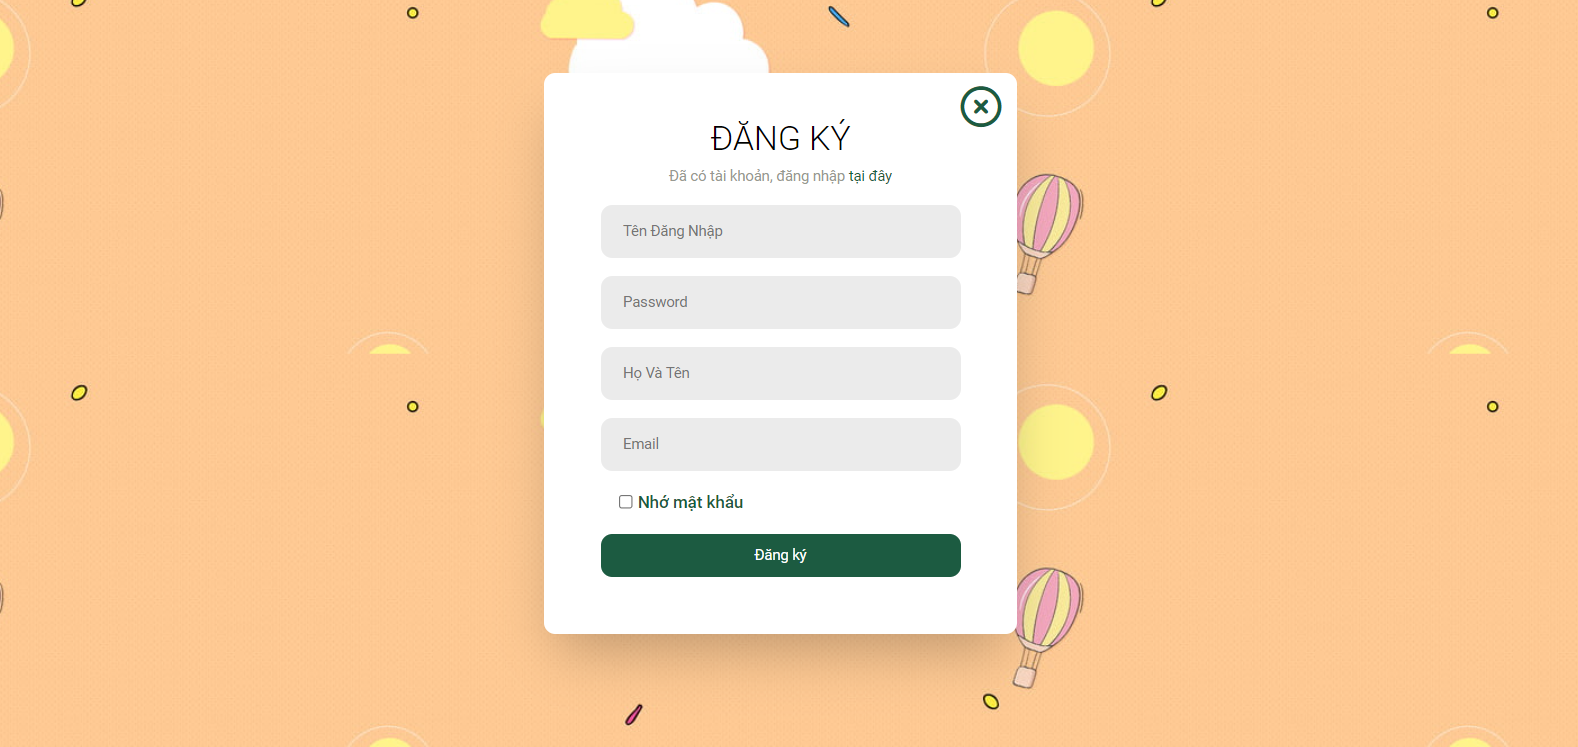 ĐĂNG KÝ
Đã có tài khoản, đăng nhập tại đây
Tên Đăng Nhập
Password
Họ Và Tên
Email
Nhớ mật khẩu
Đăng ký